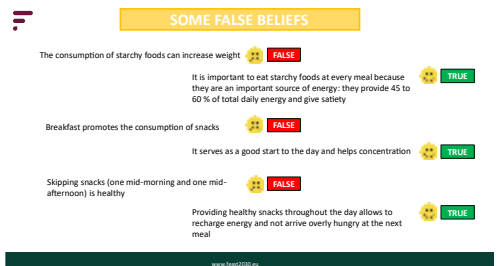 SOME FALSE BELIEFS
The consumption of starchy foods can increase weight
FALSE
It is important to eat starchy foods at every meal because
they are an important source of energy: they provide 45 to
60 % of total daily energy and give satiety
TRUE
Breakfast promotes the consumption of snacks
FALSE
It serves as a good start to the day and helps concentration
TRUE
Skipping snacks (one mid-morning and one mid-
afternoon) is healthy
FALSE
Providing healthy snacks throughout the day allows to
recharge energy and not arrive overly hungry at the next
meal
TRUE
www.feast2030.eu